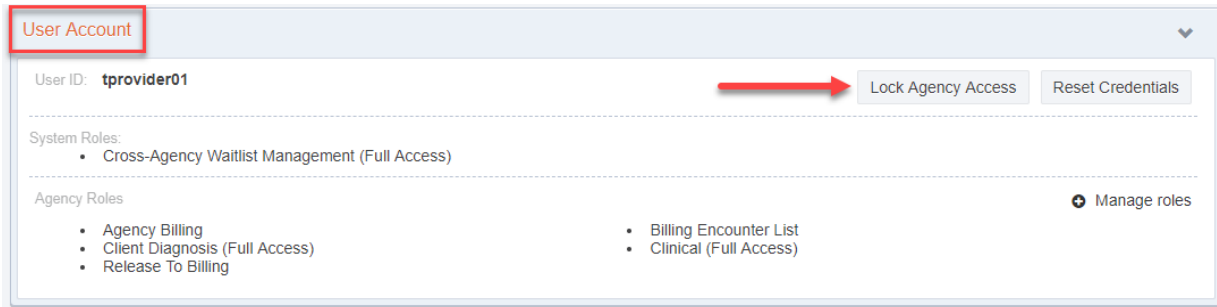 User Account
User ID: tprovider01
Lock Agency Access
Reset Credentials
System Roles:
• Cross-Agency Waitlist Management (Full Access)
Agency Roles
Manage roles
• Agency Billing
• Client Diagnosis (Full Access)
• Release To Billing
• Billing Encounter List
• Clinical (Full Access)